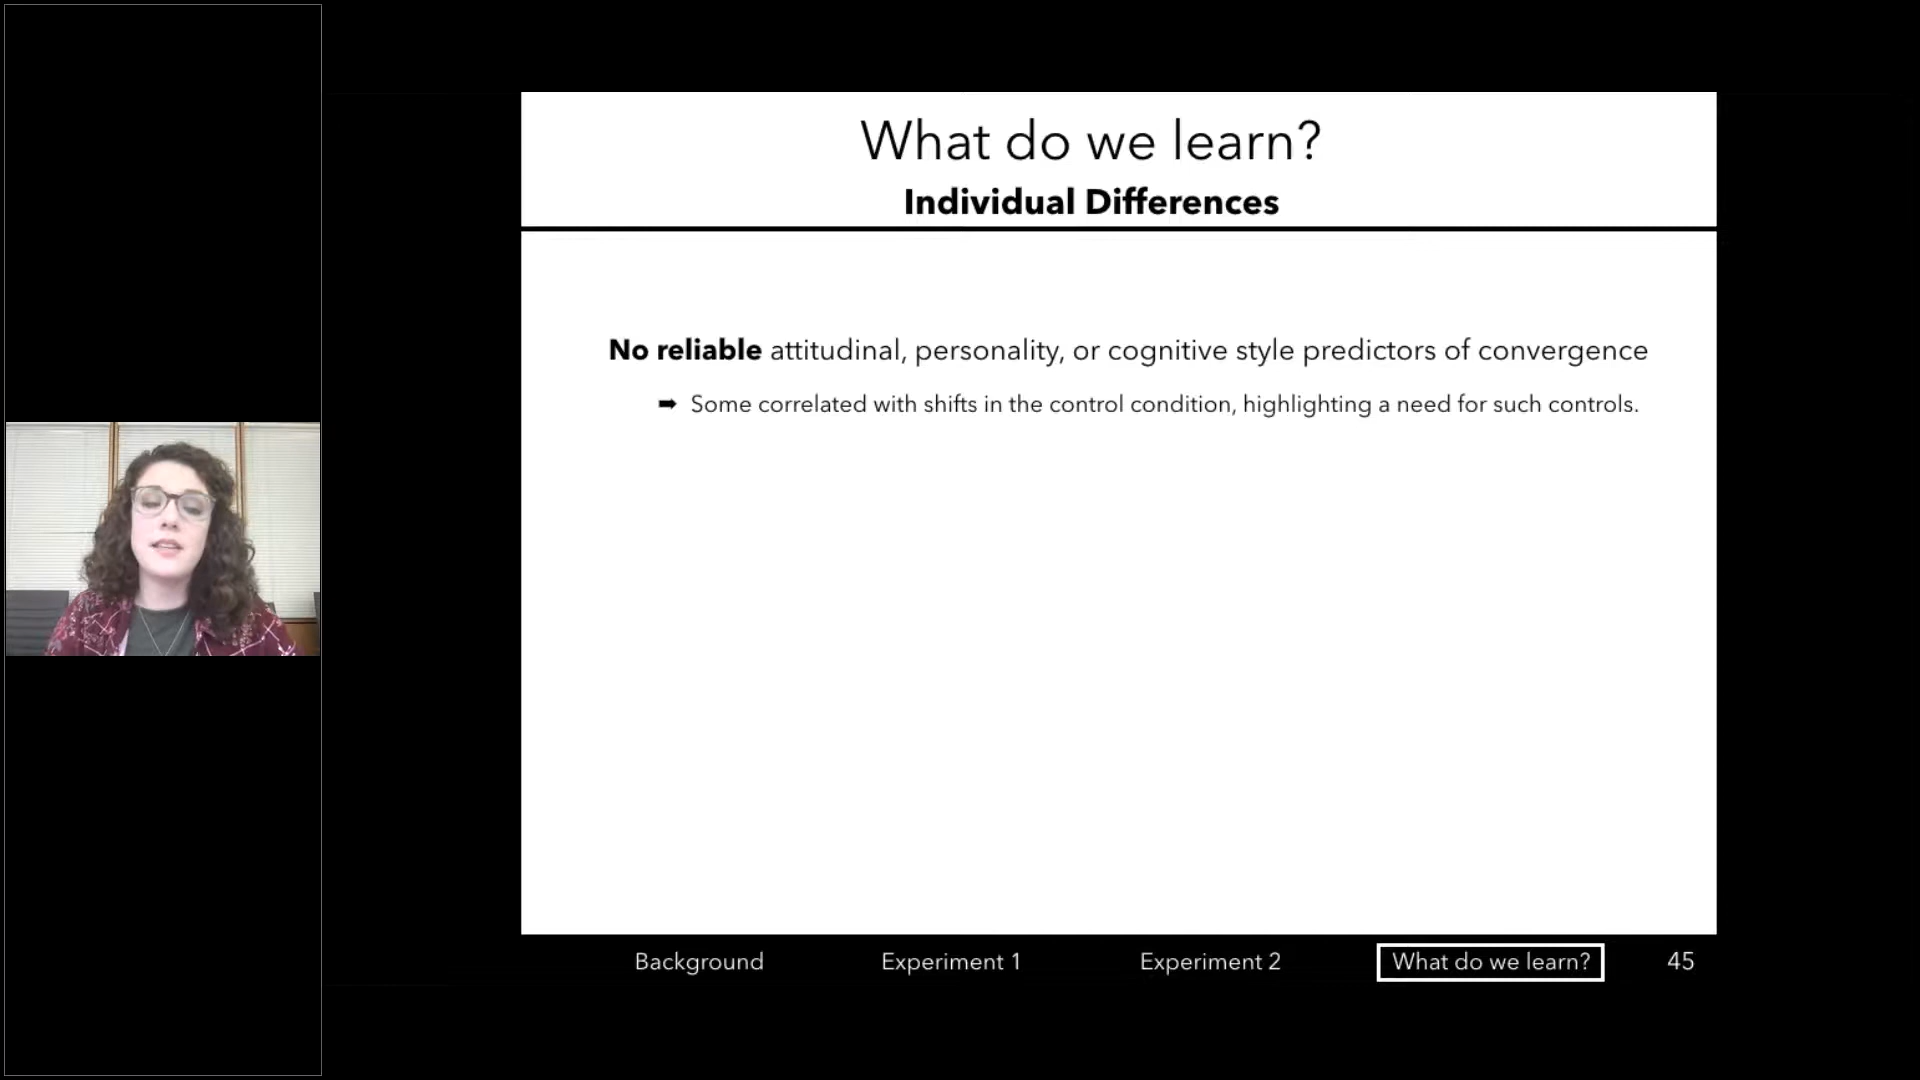 What do we learn?
Individual Differences
No reliable attitudinal, personality, or cognitive style predictors of convergence
➡ Some correlated with shifts in the control condition, highlighting a need for such controls.
Background Experiment 1 Experiment 2 What do we learn? 45